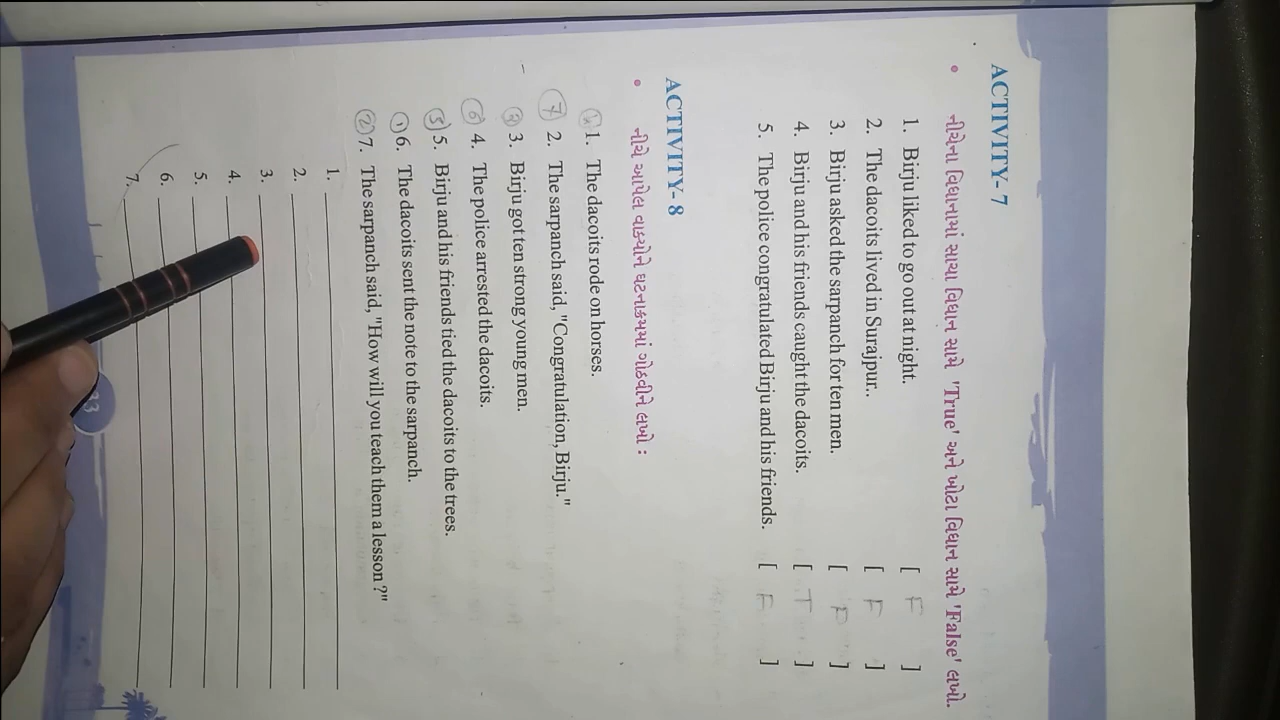 ACTIVITY- 7
• નીચેના વિધાનામાં સાચા વિધાન સામે 'True' અને ખોટા વિધાન સામે 'False' લખો.
1. Birju liked to go out at night. [ F ]
2. The dacoits lived in Surajpur.. [ F ]
3. Birju asked the sarpanch for ten men. [ F ]
4. Birju and his friends caught the dacoits. [ T ]
5. The police congratulated Birju and his friends. [ F ]
ACTIVITY- 8
• નીચે આપેલ વાક્યોને ઘટનાક્રમમાં ગોઠવીને લખો :
④ 1. The dacoits rode on horses.
⑦ 2. The sarpanch said, "Congratulation, Birju."
③ 3. Birju got ten strong young men.
⑥ 4. The police arrested the dacoits.
⑤ 5. Birju and his friends tied the dacoits to the trees.
① 6. The dacoits sent the note to the sarpanch.
② 7. The sarpanch said, "How will you teach them a lesson ?"
1.
2.
3.
4.
5.
6.
7.